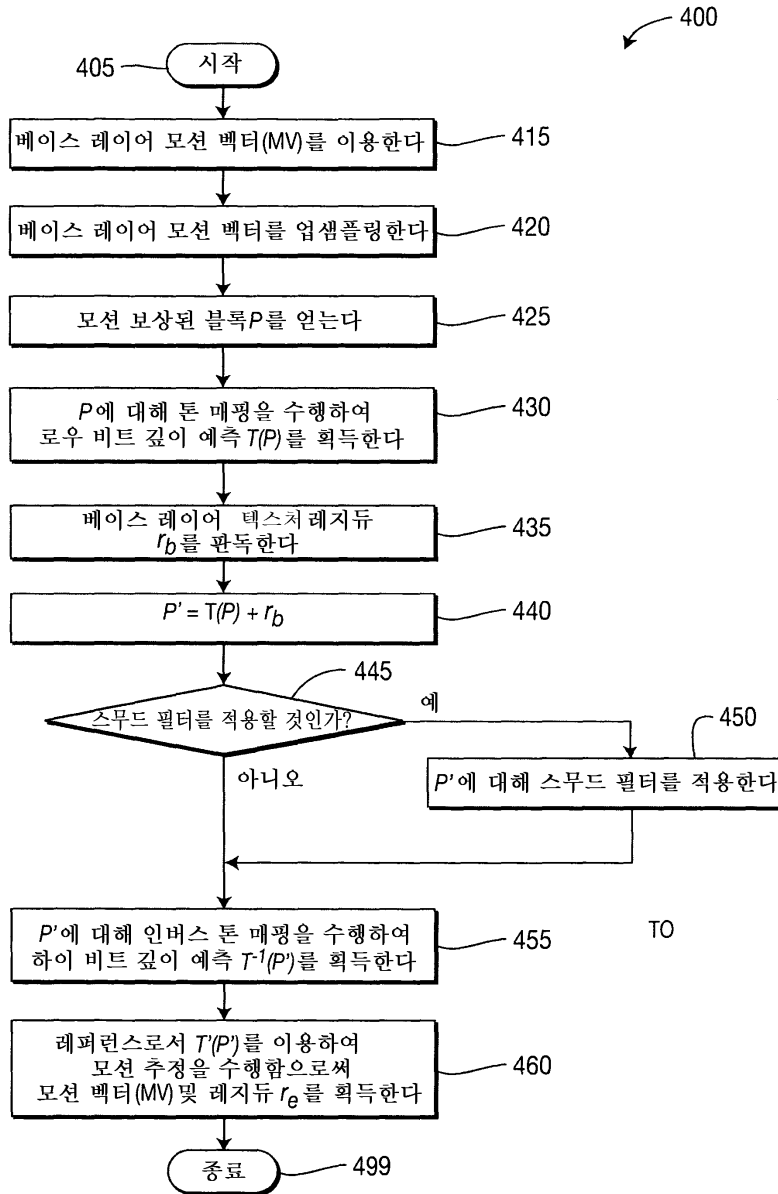 400
시작
405
베이스 레이어 모션 벡터(MV)를 이용한다
415
베이스 레이어 모션 벡터를 업샘플링한다
420
모션 보상된 블록P를 얻는다
425
P에 대해 톤 매핑을 수행하여
로우 비트 깊이 예측 T(P)를 획득한다
430
베이스 레이어 텍스처 레지듀
rb를 판독한다
435
P' = T(P) + rb
440
445
스무드 필터를 적용할 것인가?
예
450
P'에 대해 스무드 필터를 적용한다
아니오
P'에 대해 인버스 톤 매핑을 수행하여
하이 비트 깊이 예측 T-1(P')를 획득한다
455
TO
레퍼런스로서 T'(P')를 이용하여
모션 추정을 수행함으로써
모션 벡터(MV)및 레지듀 re를 획득한다
460
종료
499